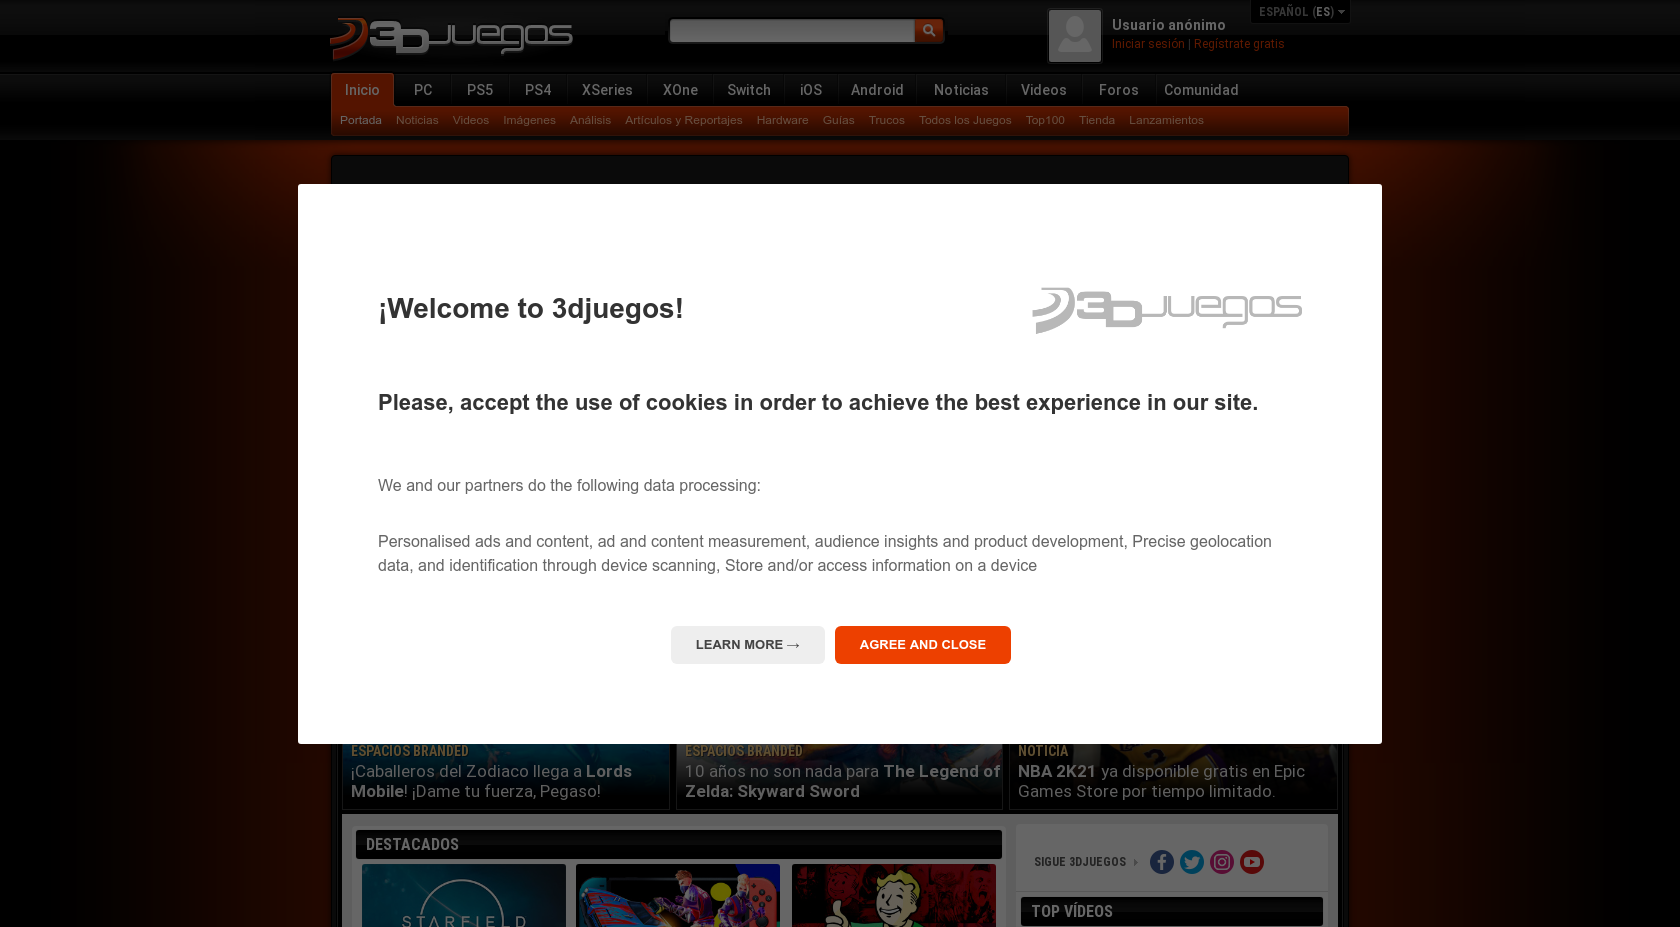 3DJUEGOS
Usuario anónimo
Iniciar sesión | Regístrate gratis
ESPAÑOL (ES)
Inicio PC PS5 PS4 XSeries XOne Switch iOS Android Noticias Videos Foros Comunidad
Portada Noticias Videos Imágenes Análisis Artículos y Reportajes Hardware Guías Trucos Todos los Juegos Top100 Tienda Lanzamientos
¡Welcome to 3djuegos!
3DJUEGOS
Please, accept the use of cookies in order to achieve the best experience in our site.
We and our partners do the following data processing:
Personalised ads and content, ad and content measurement, audience insights and product development, Precise geolocation
data, and identification through device scanning, Store and/or access information on a device
LEARN MORE →
AGREE AND CLOSE
ESPACIOS BRANDED
¡Caballeros del Zodiaco llega a Lords
Mobile! ¡Dame tu fuerza, Pegaso!
ESPACIOS BRANDED
10 años no son nada para The Legend of
Zelda: Skyward Sword
NOTICIA
NBA 2K21 ya disponible gratis en Epic
Games Store por tiempo limitado.
DESTACADOS
STARFIELD
SIGUE 3DJUEGOS
TOP VÍDEOS